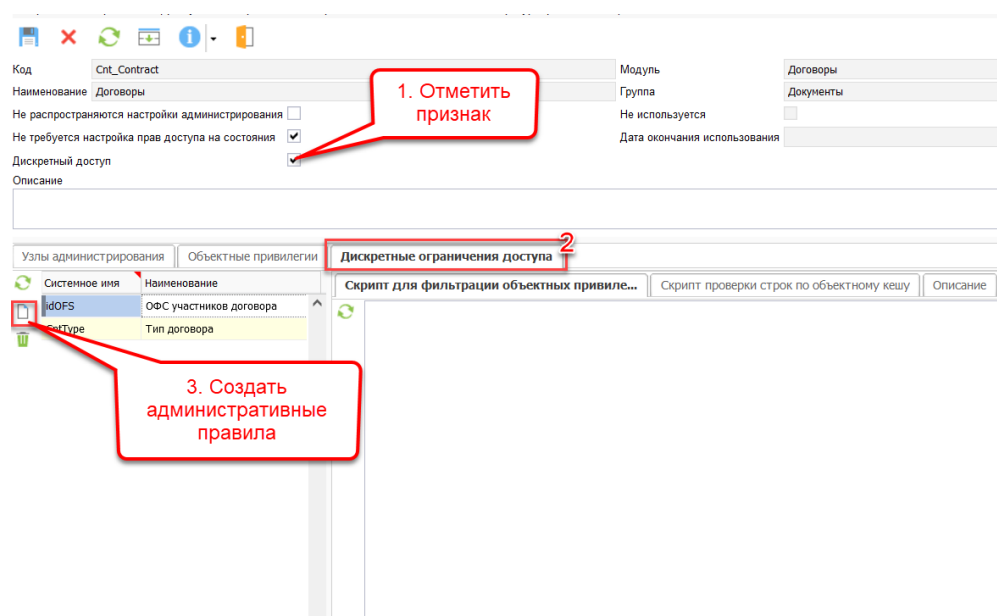 Код Cnt_Contract Модуль Договоры
Наименование Договоры Группа Документы
Не распространяются настройки администрирования Не используется
Не требуется настройка прав доступа на состояния Дата окончания использования
Дискретный доступ
Описание
1. Отметить
признак
2
Узлы администрирования Объектные привилегии Дискретные ограничения доступа
Системное имя Наименование
idOFS ОФС участников договора
CntType Тип договора
Скрипт для фильтрации объектных привиле... Скрипт проверки строк по объектному кешу Описание
3. Создать
административные
правила